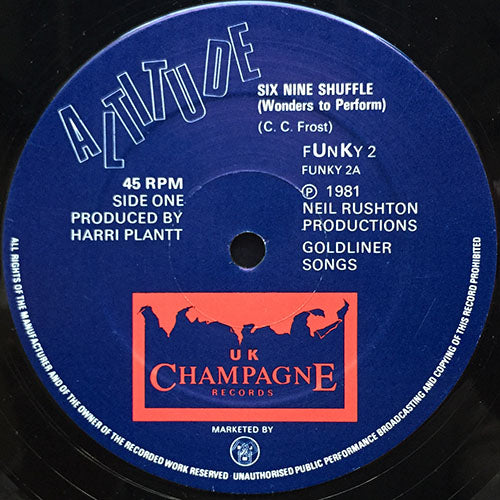 ALTITUDE
SIX NINE SHUFFLE
(Wonders to Perform)
(C. C. Frost)
45 RPM
SIDE ONE
PRODUCED BY
HARRI PLANTT
fUnKy 2
FUNKY 2A
℗ 1981
NEIL RUSHTON
PRODUCTIONS
GOLDLINER
SONGS
UK
CHAMPAGNE
RECORDS
MARKETED BY
ALL RIGHTS OF THE MANUFACTURER AND OF THE OWNER OF THE RECORDED WORK RESERVED · UNAUTHORISED PUBLIC PERFORMANCE BROADCASTING AND COPYING OF THIS RECORD PROHIBITED